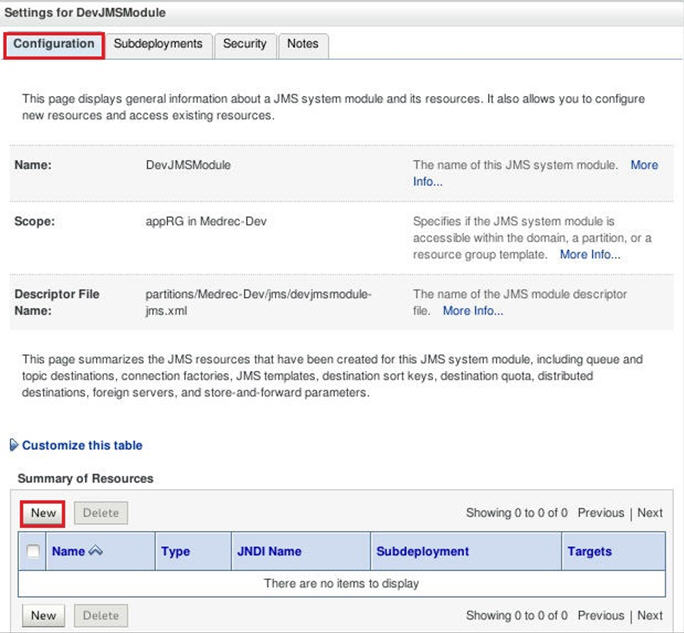 Settings for DevJMSModule
Configuration Subdeployments Security Notes
This page displays general information about a JMS system module and its resources. It also allows you to configure
new resources and access existing resources.
Name: DevJMSModule The name of this JMS system module. More
Info...
Scope: appRG in Medrec-Dev Specifies if the JMS system module is
accessible within the domain, a partition, or a
resource group template. More Info...
Descriptor File partitions/Medrec-Dev/jms/devjmsmodule- The name of the JMS module descriptor
Name: jms.xml file. More Info...
This page summarizes the JMS resources that have been created for this JMS system module, including queue and
topic destinations, connection factories, JMS templates, destination sort keys, destination quota, distributed
destinations, foreign servers, and store-and-forward parameters.
Customize this table
Summary of Resources
New Delete Showing 0 to 0 of 0 Previous | Next
Name Type JNDI Name Subdeployment Targets
There are no items to display
New Delete Showing 0 to 0 of 0 Previous | Next